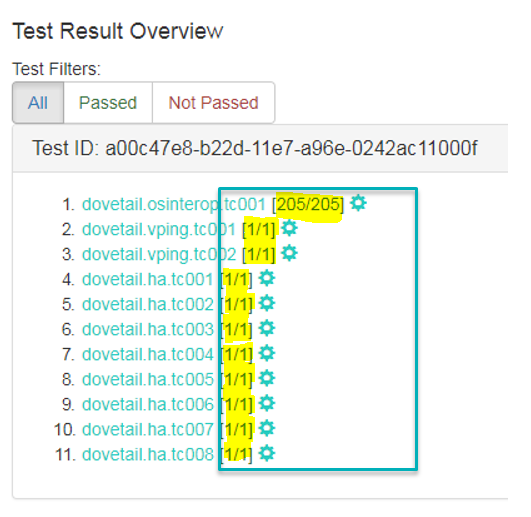 Test Result Overview
Test Filters:
All Passed Not Passed
Test ID: a00c47e8-b22d-11e7-a96e-0242ac11000f
1. dovetail.osinterop.tc001 [205/205]
2. dovetail.vping.tc001 [1/1]
3. dovetail.vping.tc002 [1/1]
4. dovetail.ha.tc001 [1/1]
5. dovetail.ha.tc002 [1/1]
6. dovetail.ha.tc003 [1/1]
7. dovetail.ha.tc004 [1/1]
8. dovetail.ha.tc005 [1/1]
9. dovetail.ha.tc006 [1/1]
10. dovetail.ha.tc007 [1/1]
11. dovetail.ha.tc008 [1/1]